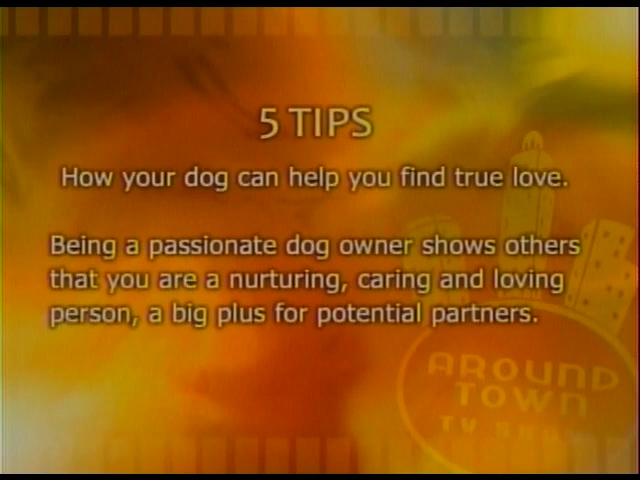 5 TIPS
How your dog can help you find true love.
Being a passionate dog owner shows others
that you are a nurturing, caring and loving
person, a big plus for potential partners.
AROUND
TOWN
TV